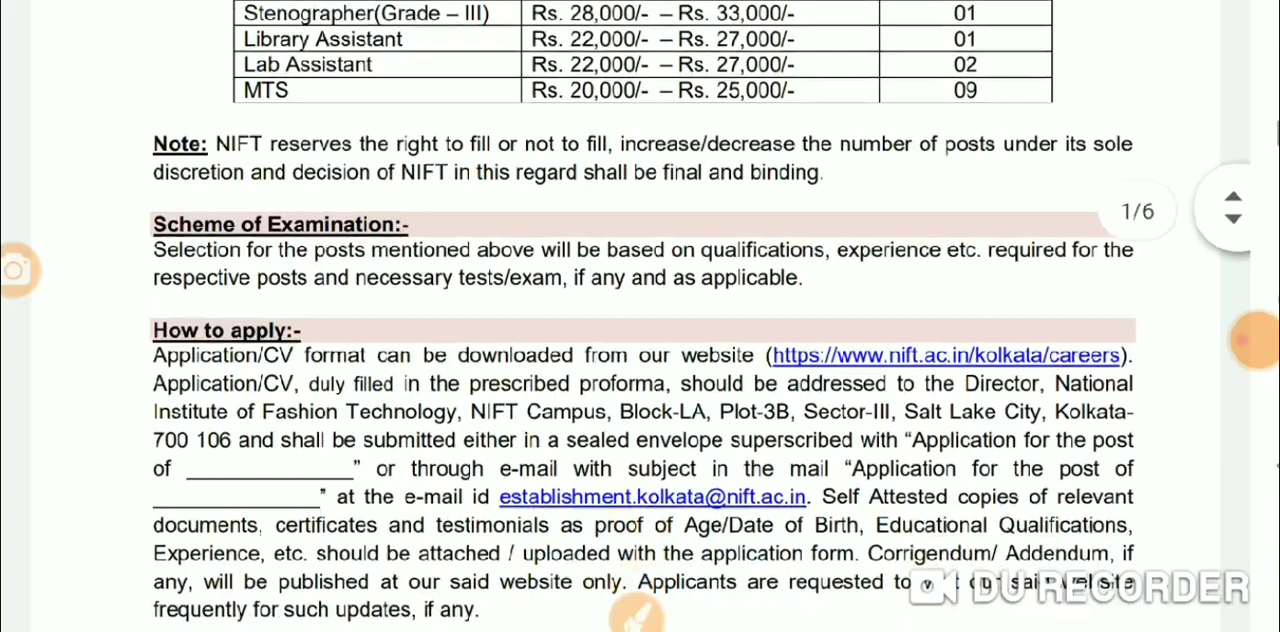 Stenographer(Grade – III) Rs. 28,000/- – Rs. 33,000/- 01
Library Assistant Rs. 22,000/- – Rs. 27,000/- 01
Lab Assistant Rs. 22,000/- – Rs. 27,000/- 02
MTS Rs. 20,000/- – Rs. 25,000/- 09
Note: NIFT reserves the right to fill or not to fill, increase/decrease the number of posts under its sole
discretion and decision of NIFT in this regard shall be final and binding.
1/6
Scheme of Examination:-
Selection for the posts mentioned above will be based on qualifications, experience etc. required for the
respective posts and necessary tests/exam, if any and as applicable.
How to apply:-
Application/CV format can be downloaded from our website (https://www.nift.ac.in/kolkata/careers).
Application/CV, duly filled in the prescribed proforma, should be addressed to the Director, National
Institute of Fashion Technology, NIFT Campus, Block-LA, Plot-3B, Sector-III, Salt Lake City, Kolkata-
700 106 and shall be submitted either in a sealed envelope superscribed with “Application for the post
of ______________” or through e-mail with subject in the mail “Application for the post of
______________” at the e-mail id establishment.kolkata@nift.ac.in. Self Attested copies of relevant
documents, certificates and testimonials as proof of Age/Date of Birth, Educational Qualifications,
Experience, etc. should be attached / uploaded with the application form. Corrigendum/ Addendum, if
any, will be published at our said website only. Applicants are requested to our said website
frequently for such updates, if any.
DU RECORDER